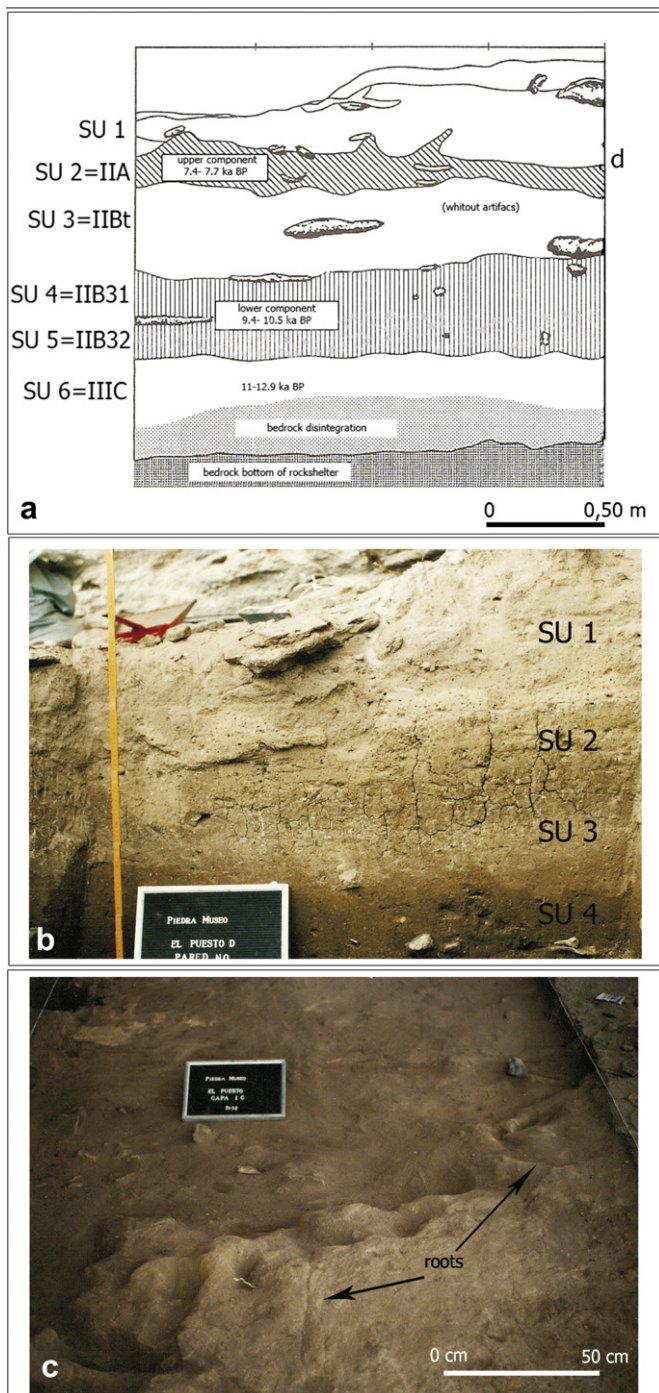 SU 1
upper component
7.4- 7.7 ka BP
SU 2=IIA
d
(whitout artifacs)
SU 3=IIBt
SU 4=IIB31
lower component
9.4- 10.5 ka BP
SU 5=IIB32
SU 6=IIIC
11-12.9 ka BP
bedrock disintegration
bedrock bottom of rockshelter
a
0 0,50 m
SU 1
SU 2
SU 3
SU 4
PIEDRA MUSEO
EL PUESTO D
PARED N.O
b
PIEDRA MUSEO
EL PUESTO
CAPA 1 C
roots
0 cm 50 cm
c